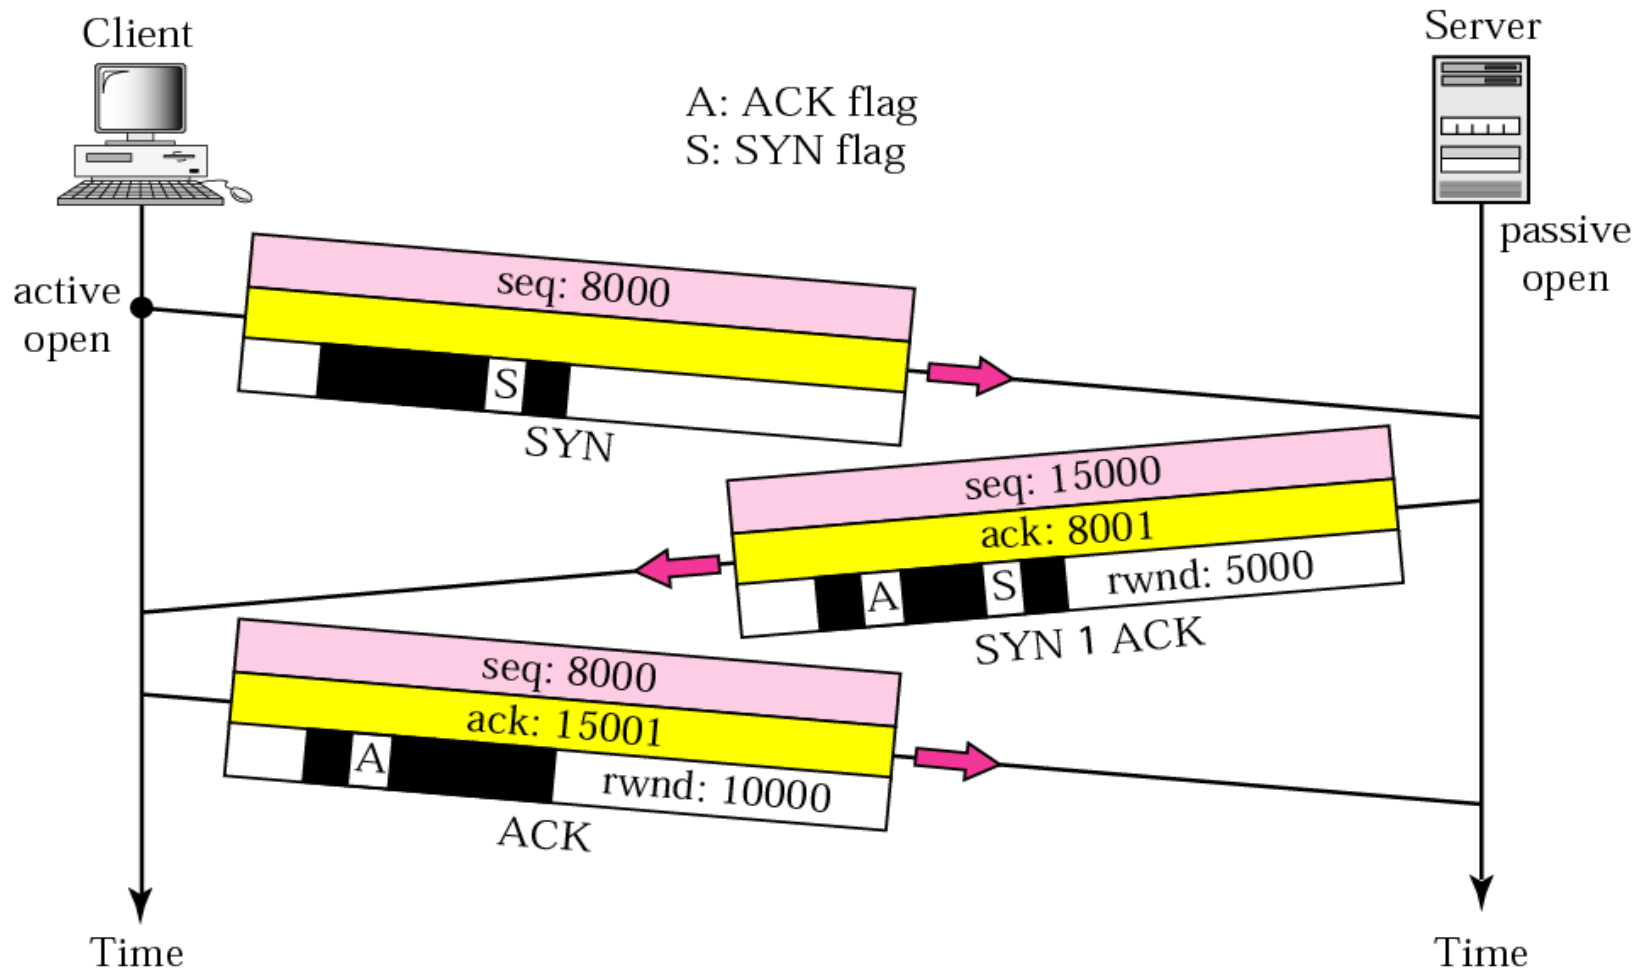 Client
Server
A: ACK flag
S: SYN flag
passive
open
active
open
seq: 8000
S
SYN
seq: 15000
ack: 8001
A
S
rwnd: 5000
SYN 1 ACK
seq: 8000
ack: 15001
A
rwnd: 10000
ACK
Time
Time